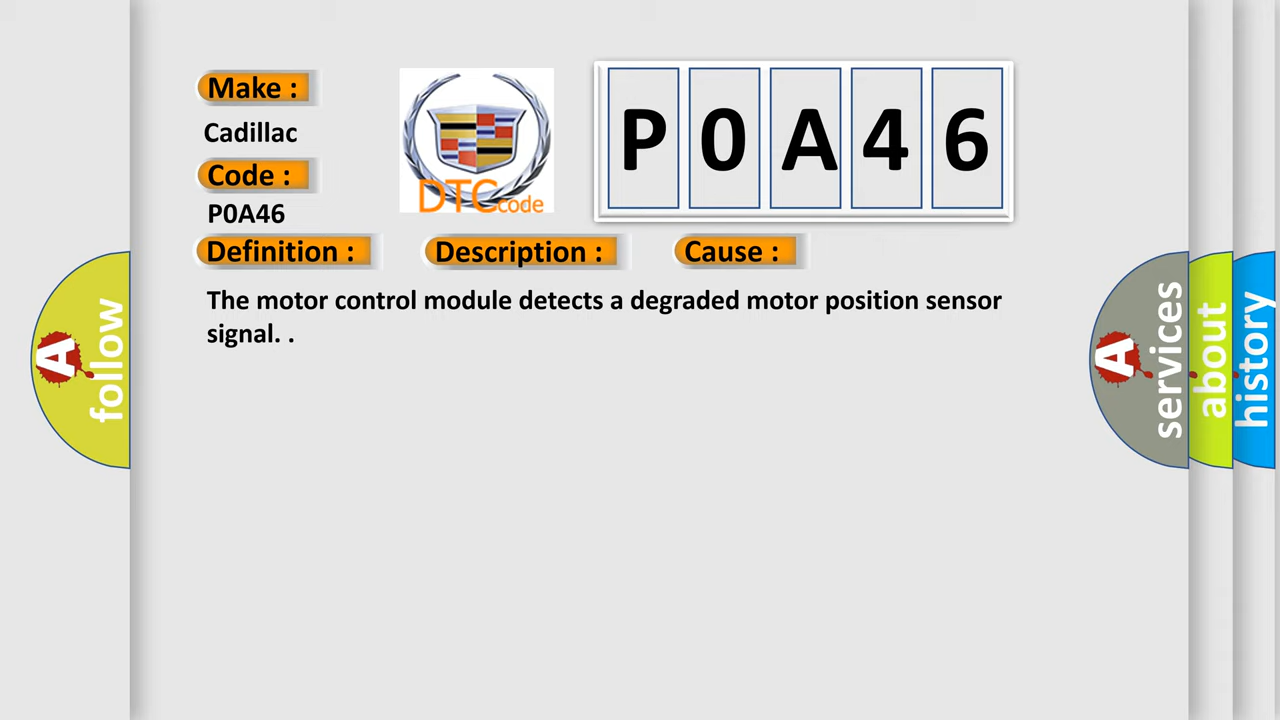 Make :
Cadillac
Code :
P0A46
DTCcode
P 0 A 4 6
Definition :
Description :
Cause :
The motor control module detects a degraded motor position sensor
signal. .
A follow
A services
about
history